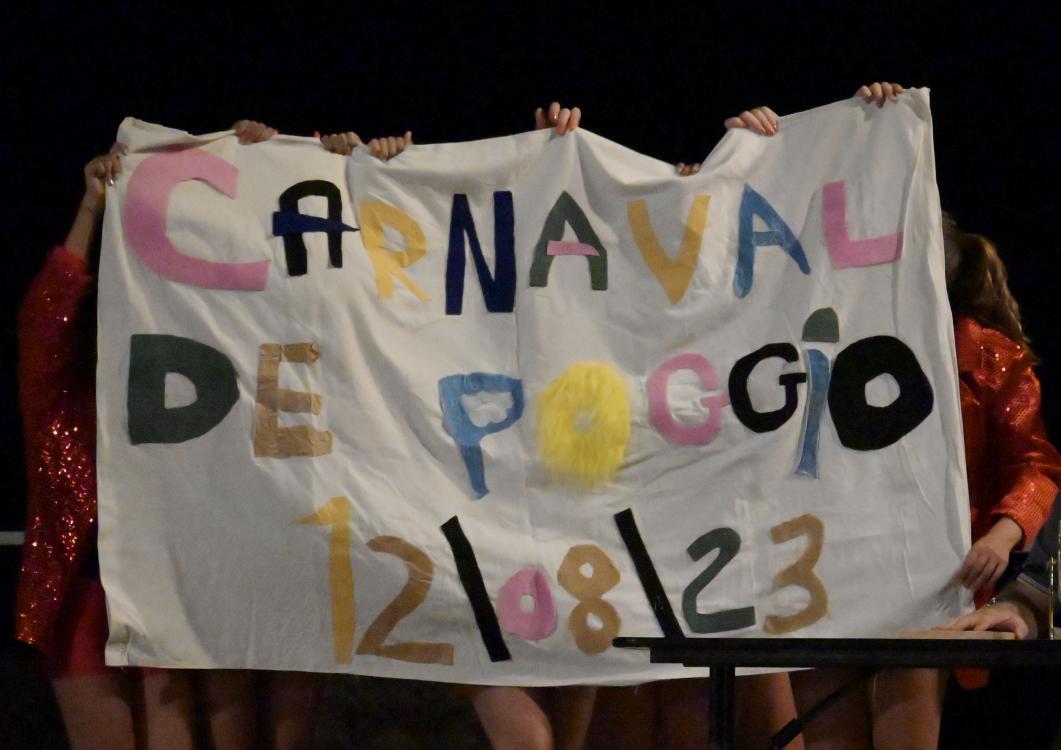 CARNAVAL
DE POGGiO
12\08\23